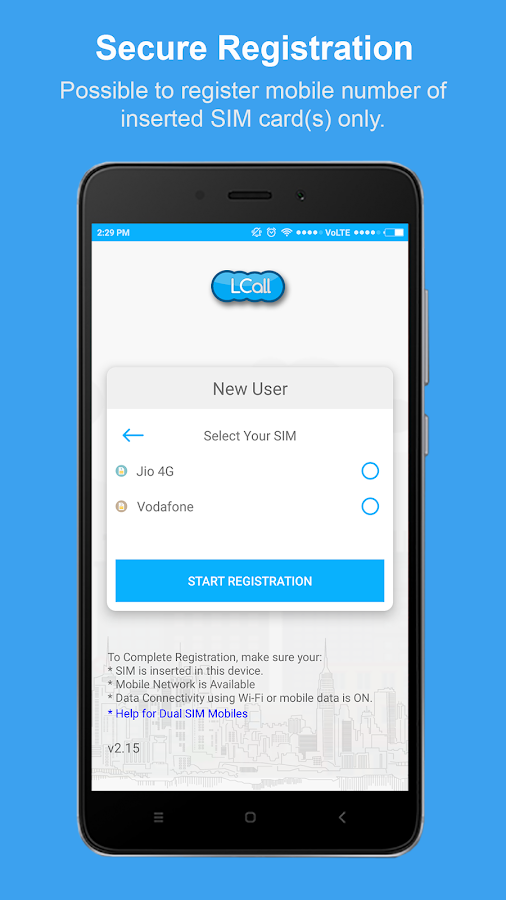 Secure Registration
Possible to register mobile number of
inserted SIM card(s) only.
2:29 PM VoLTE
LCall
New User
Select Your SIM
Jio 4G
Vodafone
START REGISTRATION
To Complete Registration, make sure your:
* SIM is inserted in this device.
* Mobile Network is Available
* Data Connectivity using Wi-Fi or mobile data is ON.
* Help for Dual SIM Mobiles
v2.15